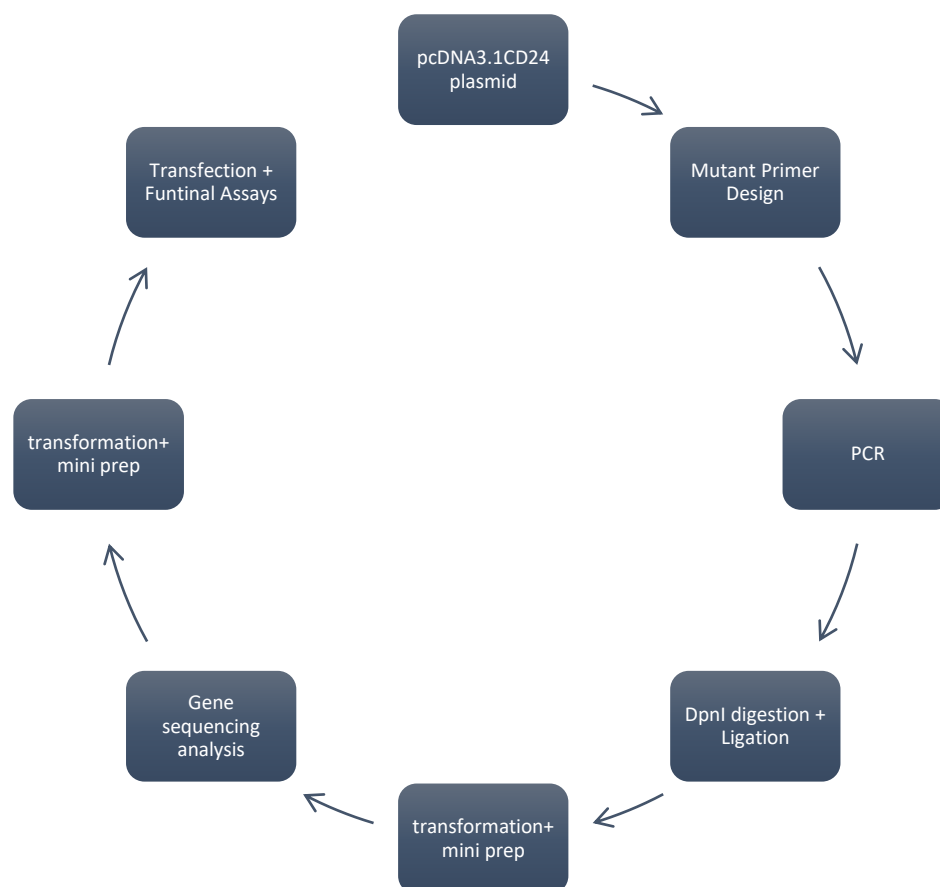 pcDNA3.1CD24
plasmid
Mutant Primer
Design
PCR
DpnI digestion +
Ligation
transformation+
mini prep
Gene
sequencing
analysis
transformation+
mini prep
Transfection +
Funtinal Assays